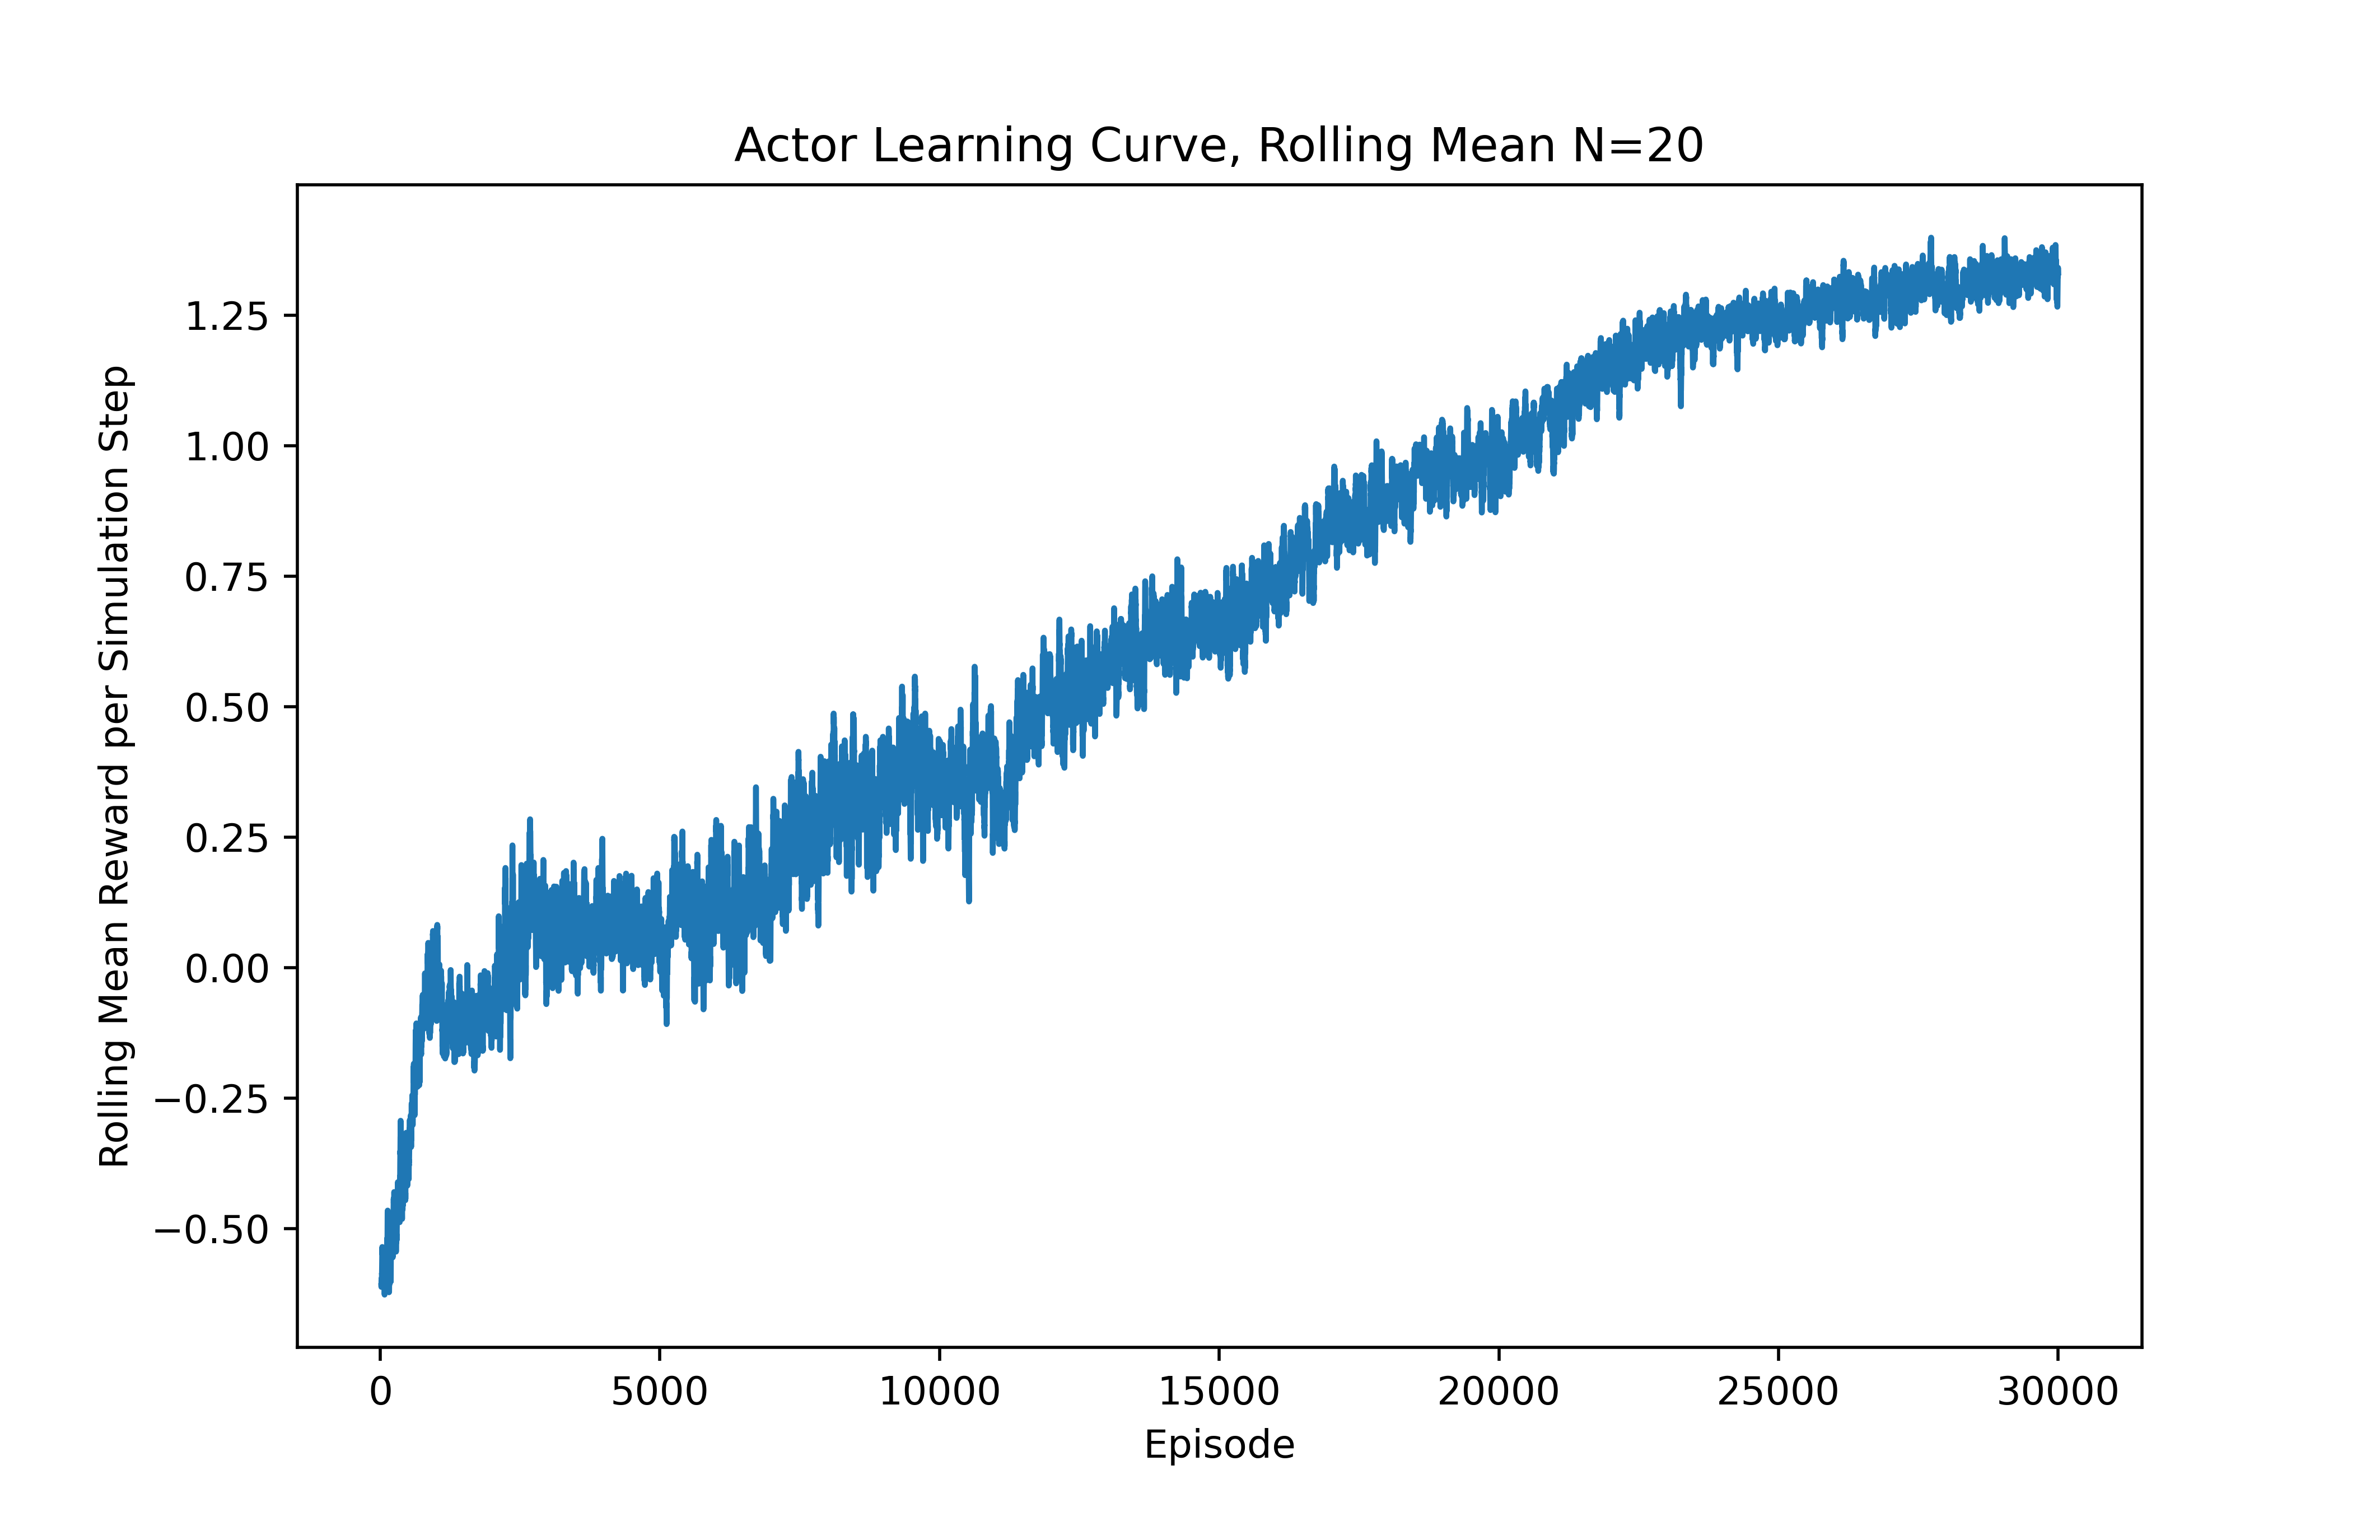 Actor Learning Curve, Rolling Mean N=20
Rolling Mean Reward per Simulation Step
1.25
1.00
0.75
0.50
0.25
0.00
−0.25
−0.50
0 5000 10000 15000 20000 25000 30000
Episode